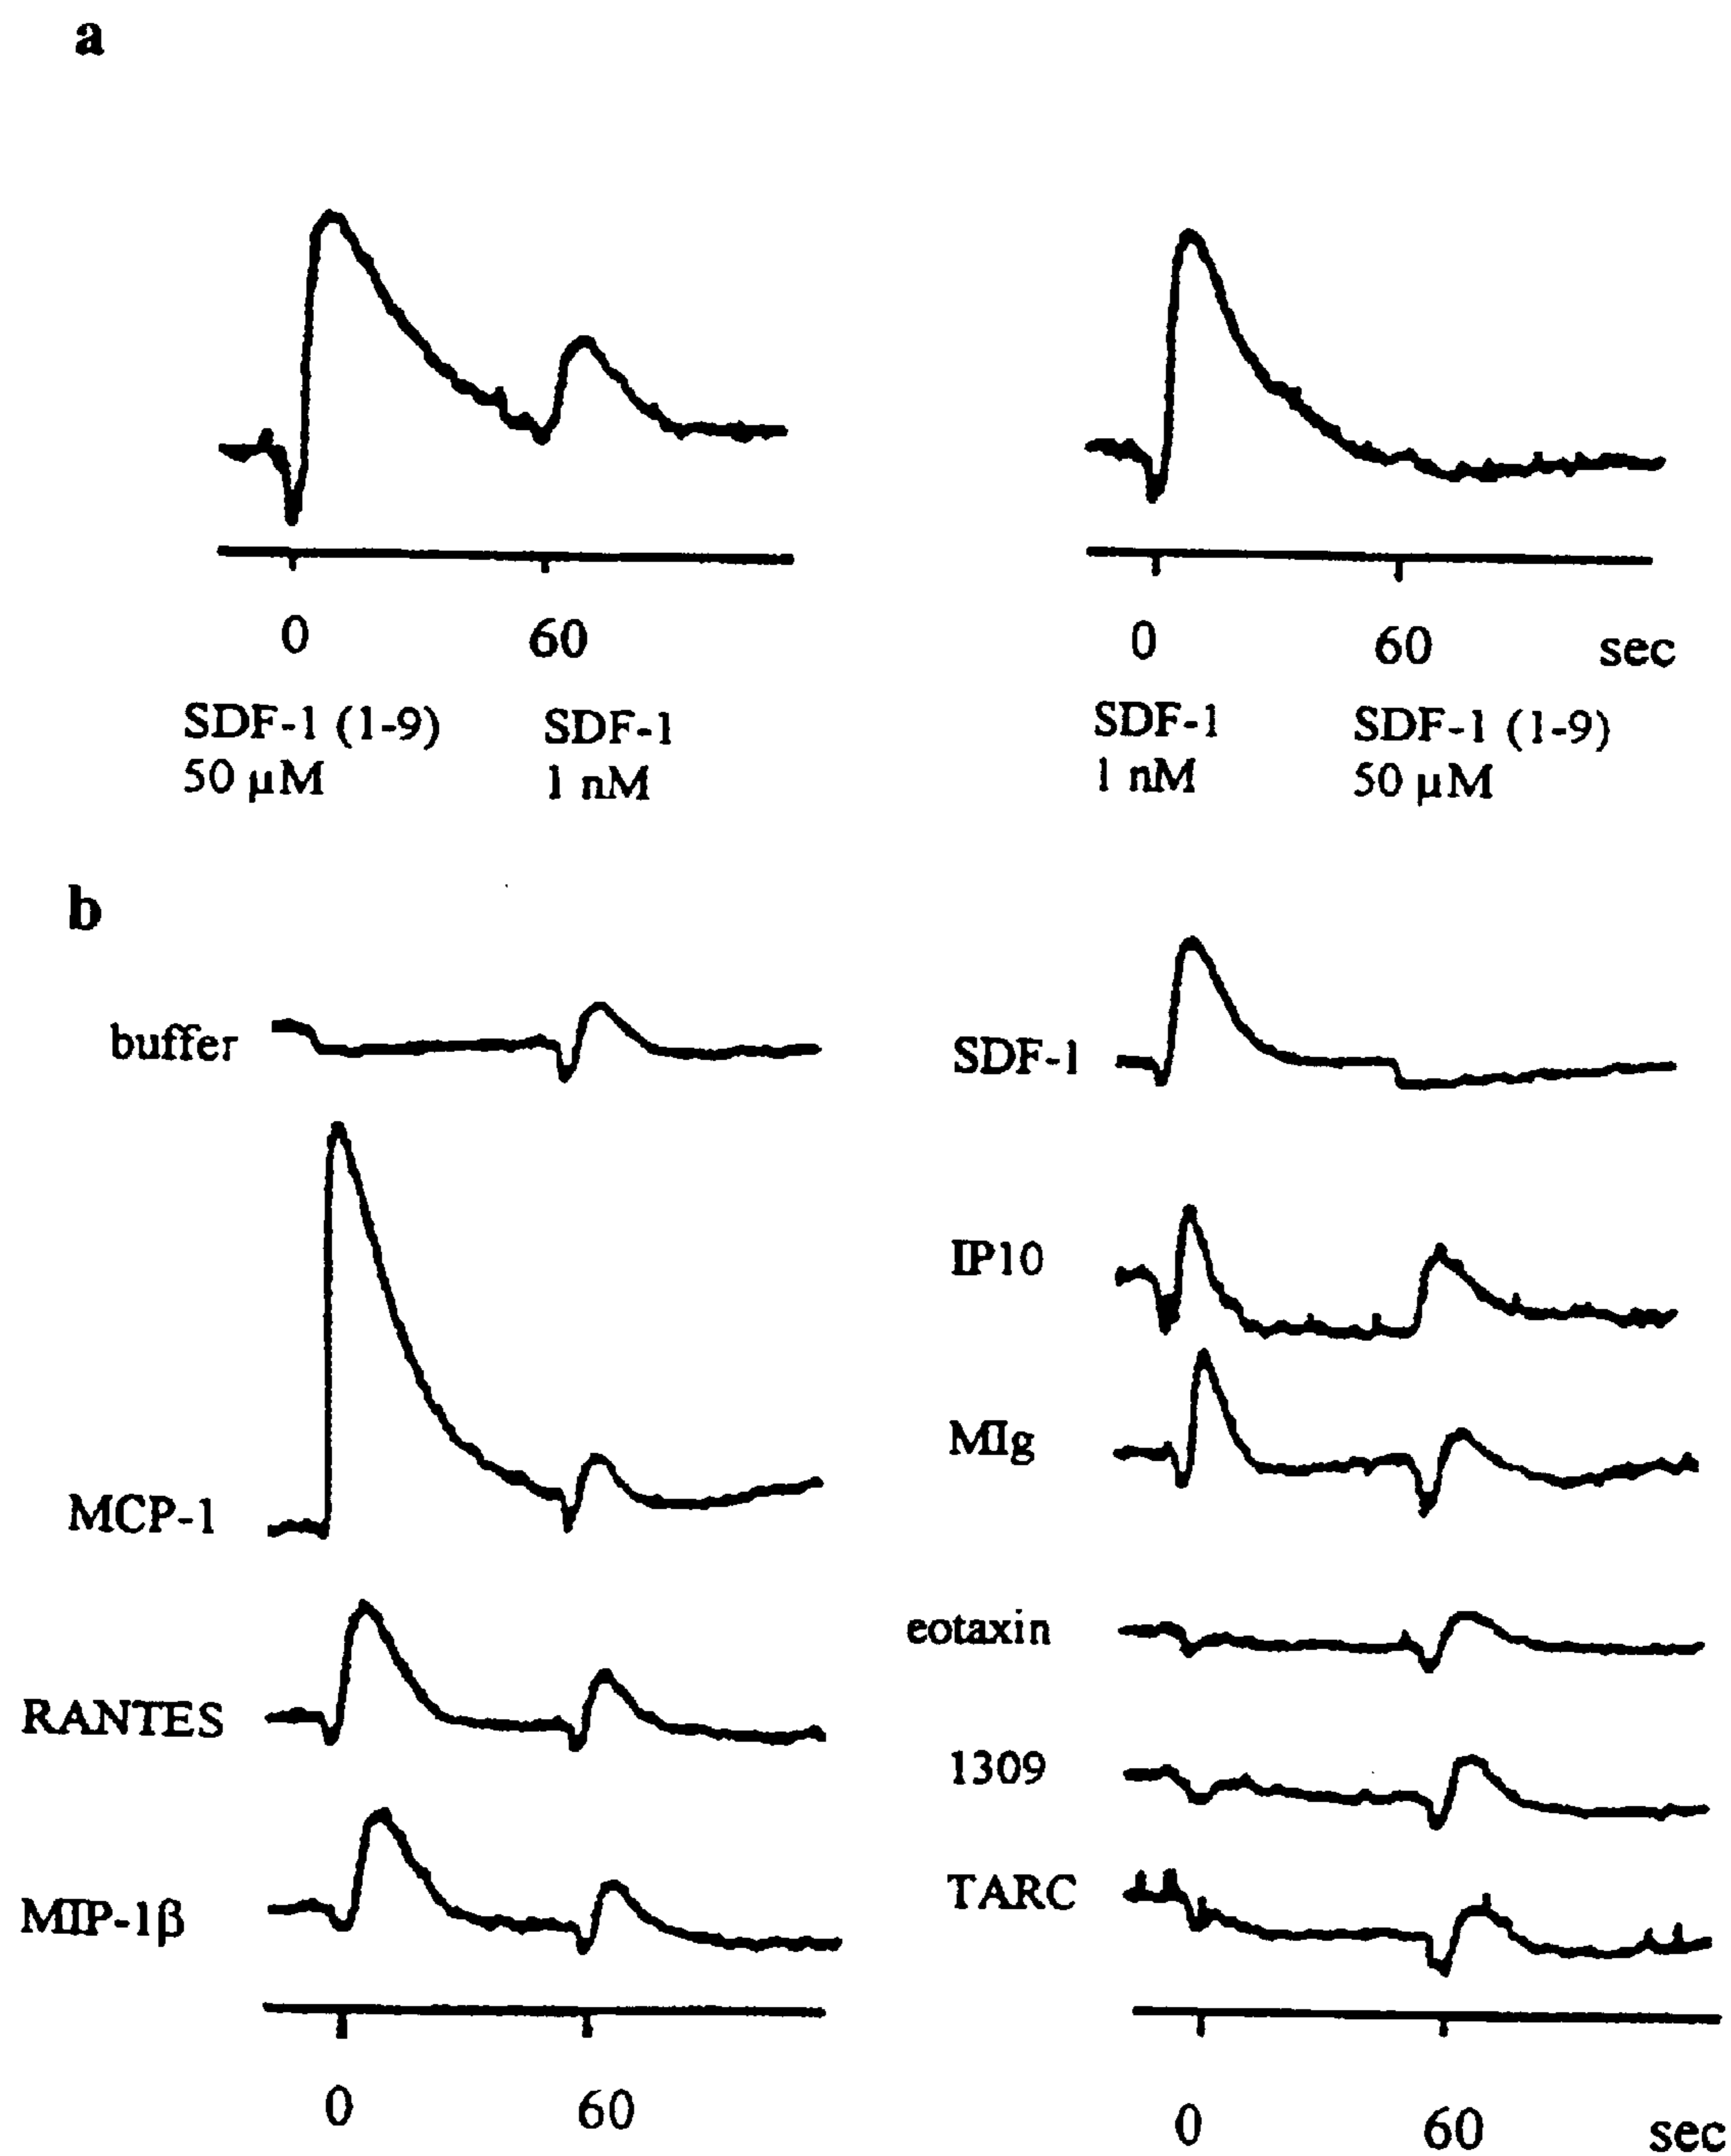 a
0 60
SDF-1 (1-9) SDF-1
50 µM 1 nM
0 60 sec
SDF-1 SDF-1 (1-9)
1 nM 50 µM
b
buffer
MCP-1
RANTES
MIP-1β
0 60
SDF-1
IP10
MIg
eotaxin
1309
TARC
0 60 sec